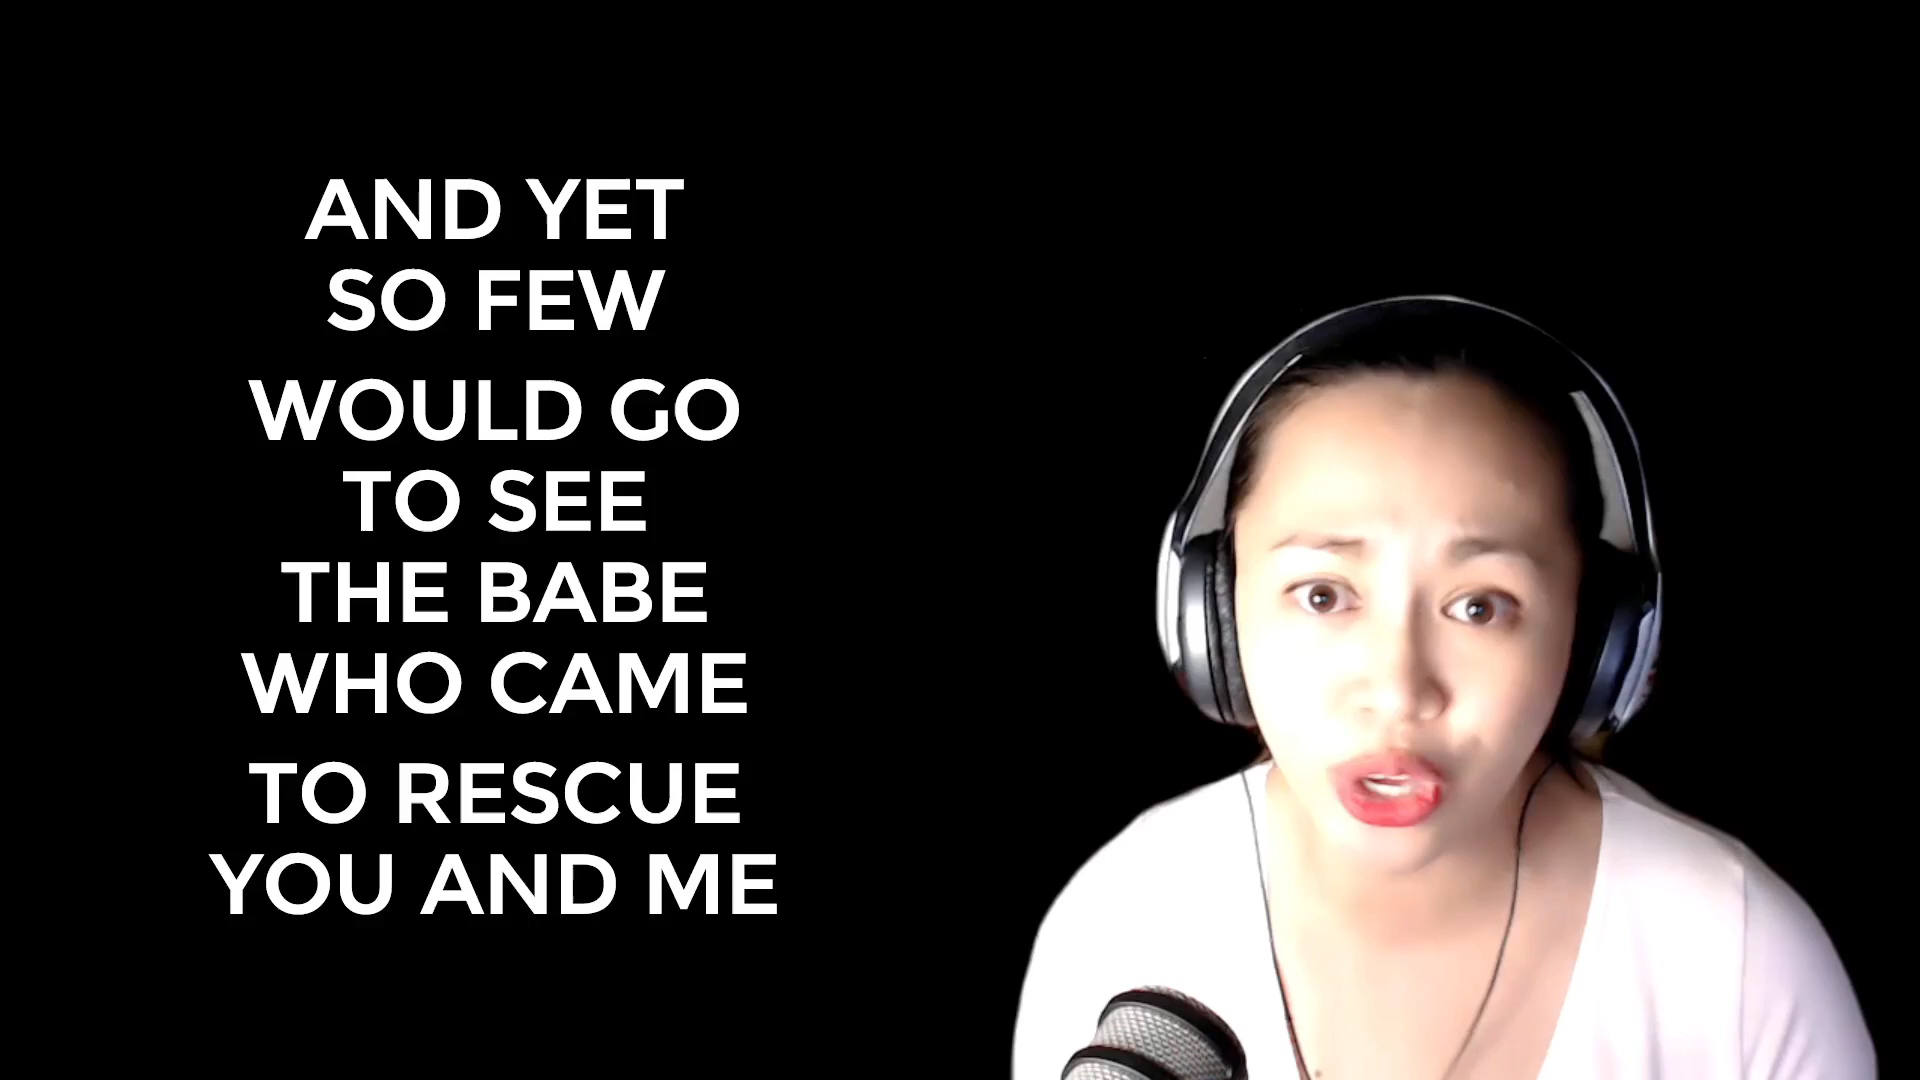 AND YET
SO FEW
WOULD GO
TO SEE
THE BABE
WHO CAME
TO RESCUE
YOU AND ME